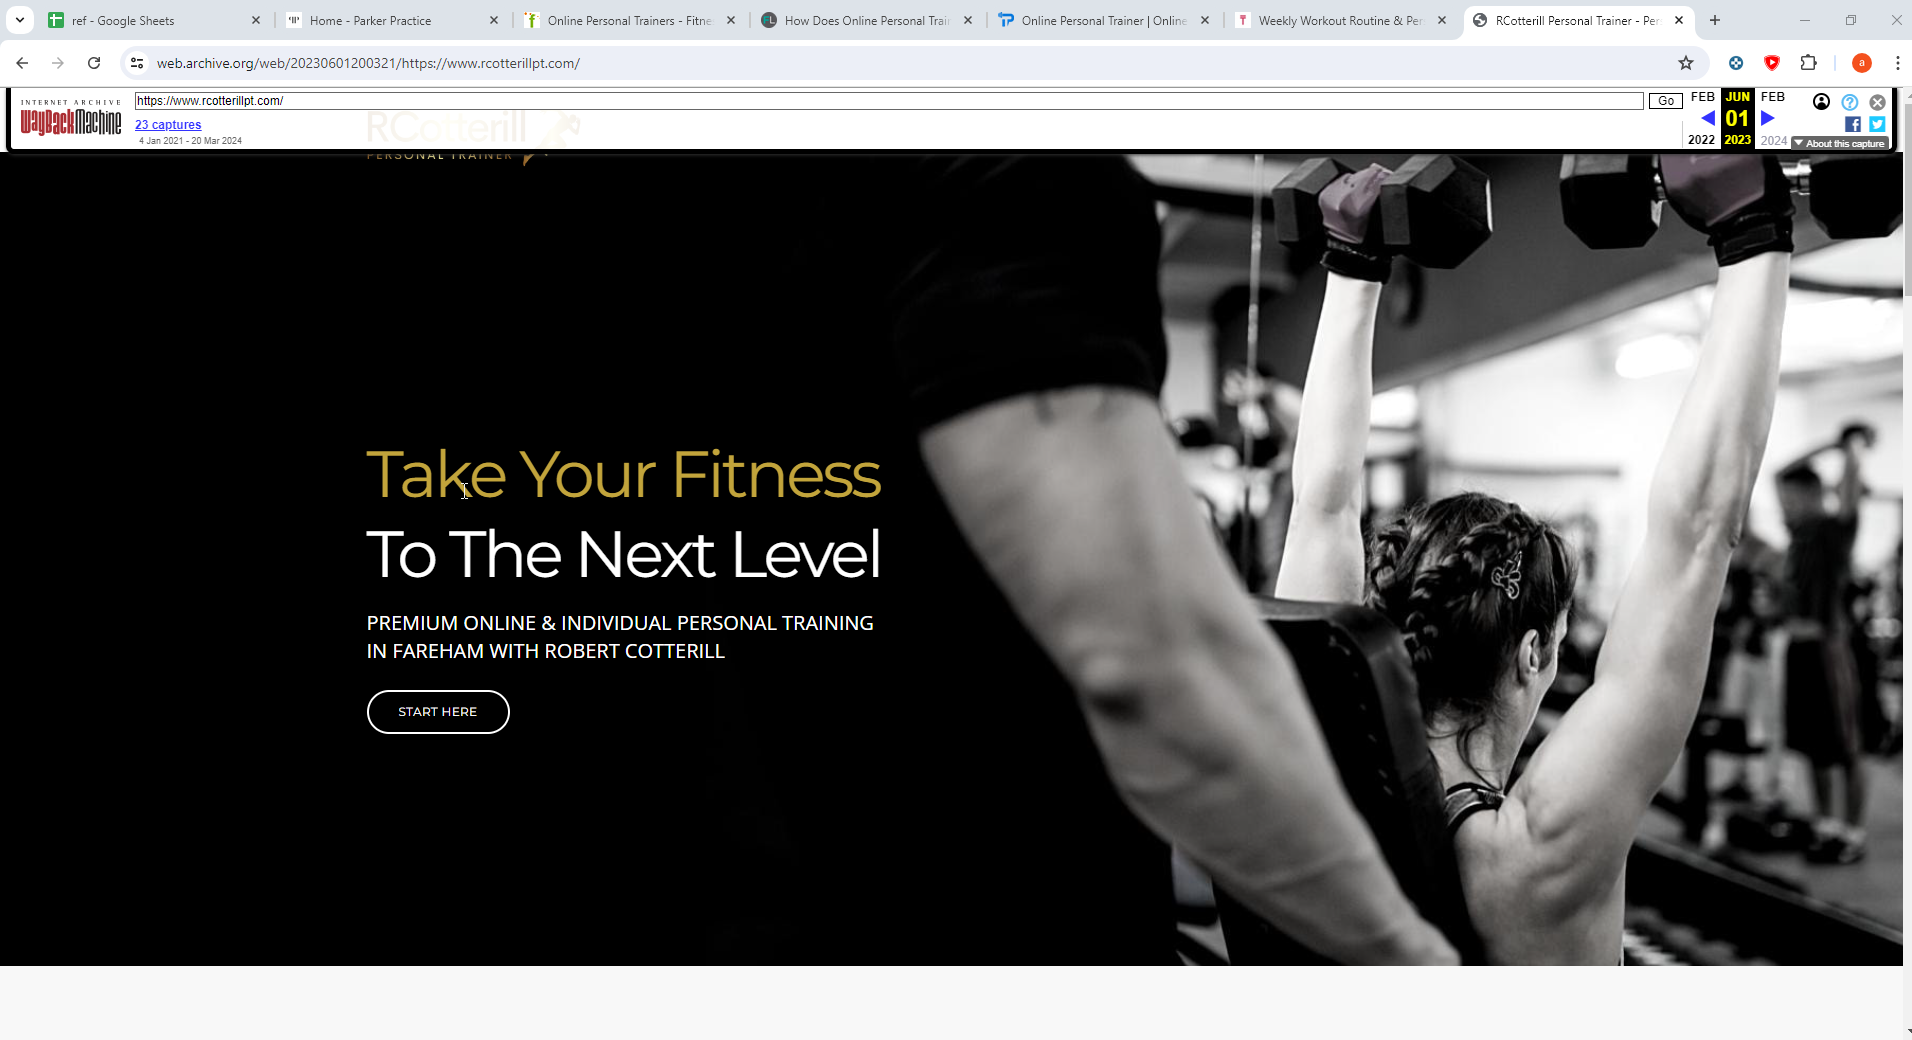 ref - Google Sheets
Home - Parker Practice
Online Personal Trainers - Fitne
How Does Online Personal Trai
Online Personal Trainer | Online
Weekly Workout Routine & Per
RCotterill Personal Trainer - Per
web.archive.org/web/20230601200321/https://www.rcotterillpt.com/
a
INTERNET ARCHIVE
WayBackMachine
https://www.rcotterillpt.com/
Go
23 captures
4 Jan 2021 - 20 Mar 2024
FEB JUN FEB
01
2022 2023 2024
About this capture
RCotterill
PERSONAL TRAINER
Take Your Fitness
To The Next Level
PREMIUM ONLINE & INDIVIDUAL PERSONAL TRAINING
IN FAREHAM WITH ROBERT COTTERILL
START HERE